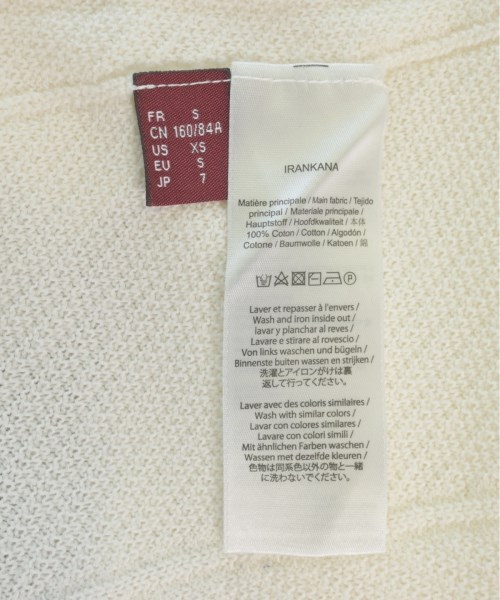 FR S
CN 160/84A
US XS
EU S
JP 7
IRANKANA
Matière principale / Main fabric / Tejido
principal / Materiale principale /
Hauptstoff / Hoofdkwaliteit / 本体
100% Coton / Cotton / Algodòn /
Cotone / Baumwolle / Katoen / 綿
P
Laver et repasser à l'envers /
Wash and iron inside out /
lavar y planchar al reves /
Lavare e stirare al rovescio /
Von links waschen und bügeln /
Binnenste buiten wassen en strijken /
洗濯とアイロンがけは裏
返して行ってください。
Laver avec des coloris similaires /
Wash with similar colors /
Lavar con colores similares /
Lavare con colori simili /
Mit ähnlichen Farben waschen /
Wassen met dezelfde kleuren /
色物は同系色以外の物と一緒
に洗わないでください。